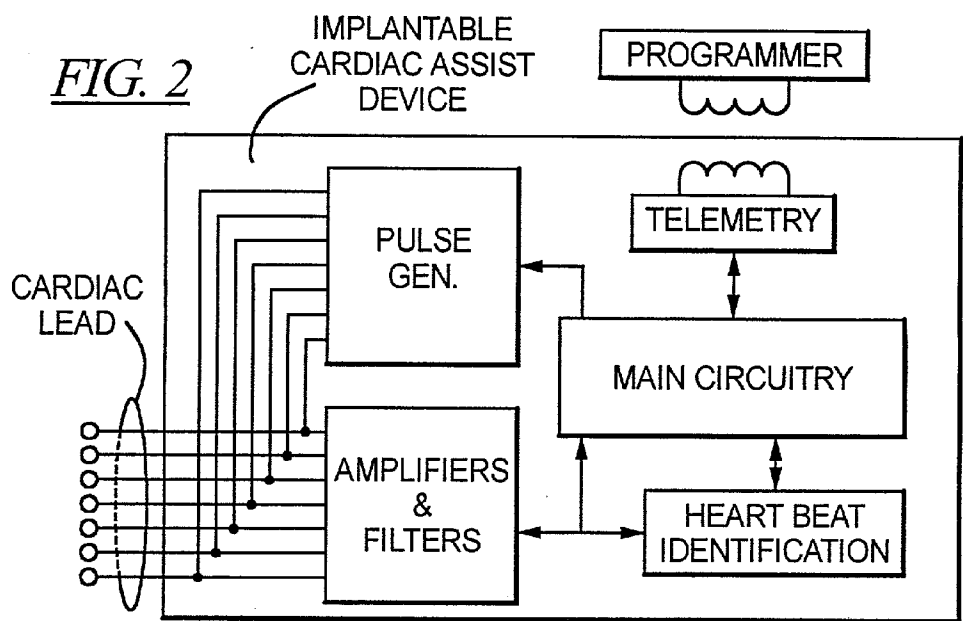 FIG. 2
IMPLANTABLE
CARDIAC ASSIST
DEVICE
PROGRAMMER
TELEMETRY
PULSE
GEN.
CARDIAC
LEAD
MAIN CIRCUITRY
AMPLIFIERS
&
FILTERS
HEART BEAT
IDENTIFICATION